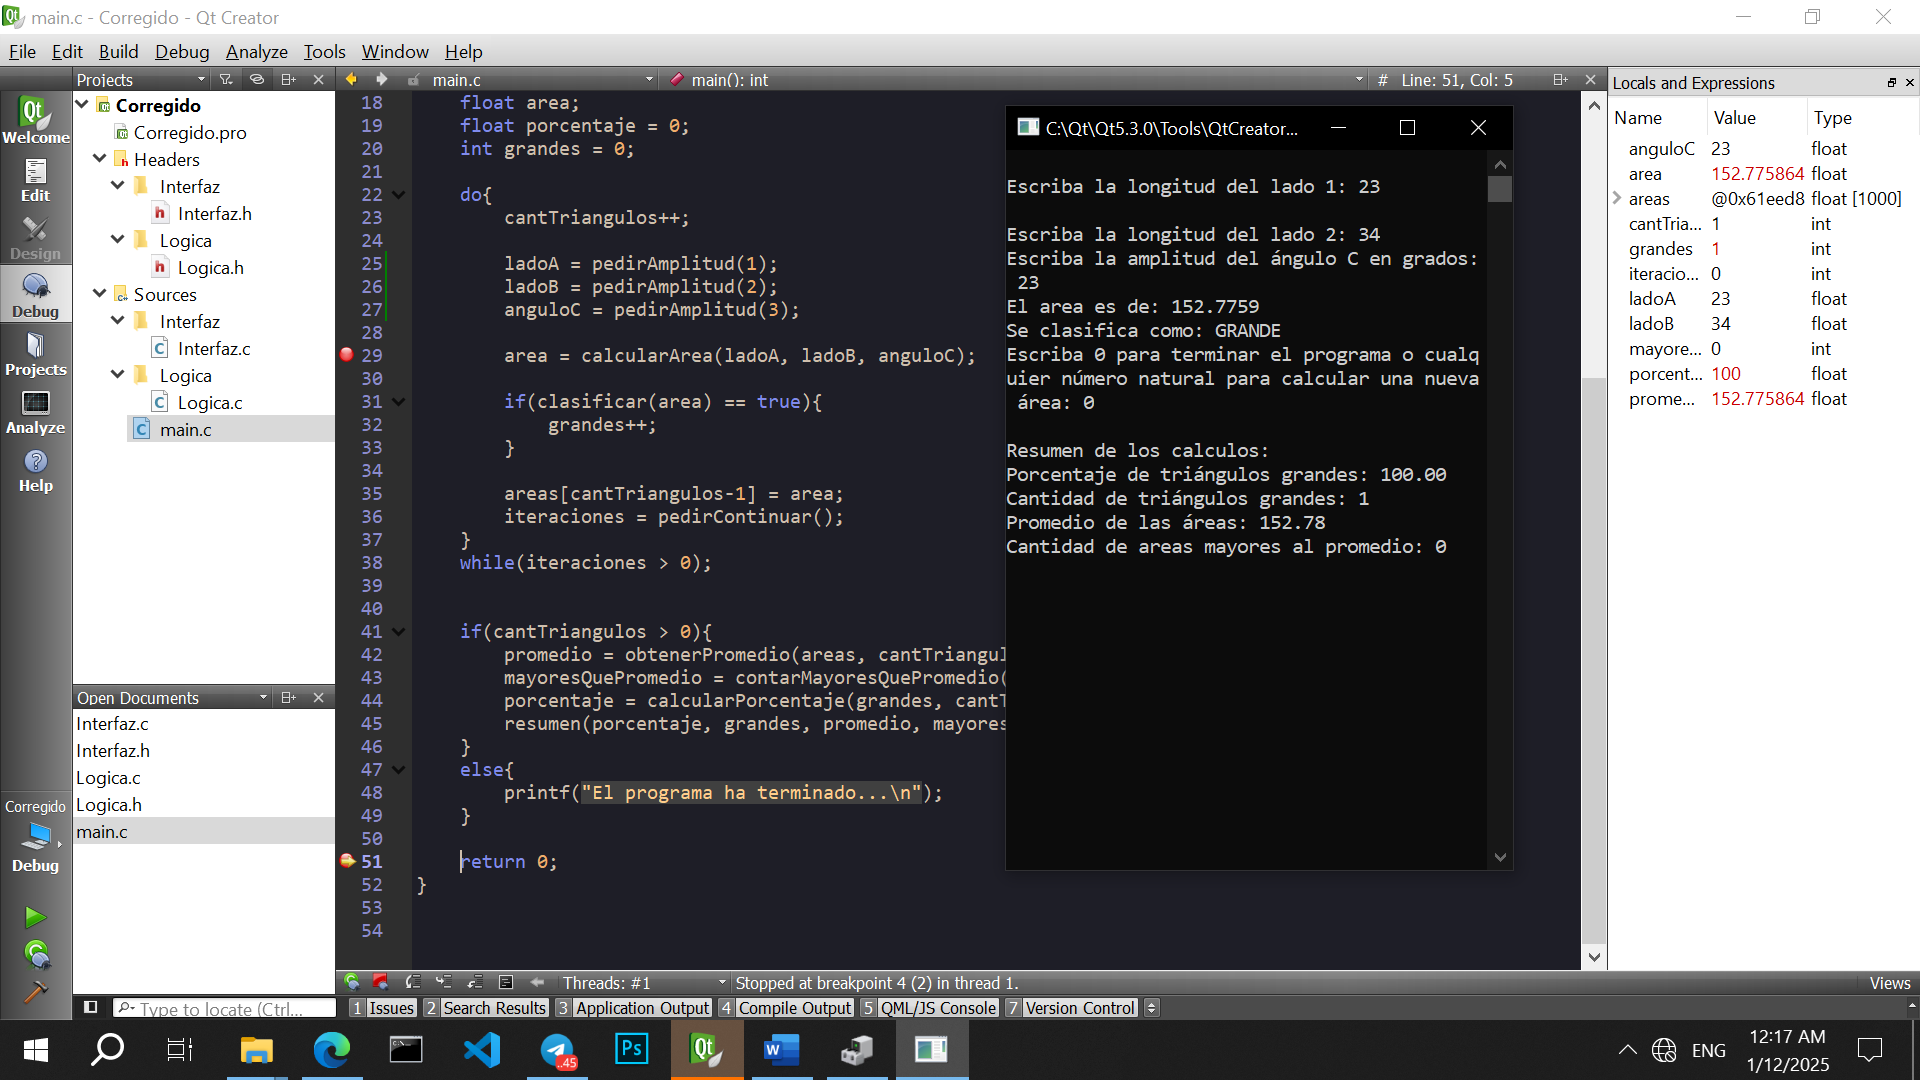 main.c - Corregido - Qt Creator
File Edit Build Debug Analyze Tools Window Help
Welcome
Edit
Design
Debug
Projects
Analyze
Help
Corregido
Debug
Projects
Corregido
Corregido.pro
Headers
Interfaz
Interfaz.h
Logica
Logica.h
Sources
Interfaz
Interfaz.c
Logica
Logica.c
main.c
Open Documents
Interfaz.c
Interfaz.h
Logica.c
Logica.h
main.c
main.c main(): int # Line: 51, Col: 5
18 float area;
19 float porcentaje = 0;
20 int grandes = 0;
21
22 do{
23 cantTriangulos++;
24
25 ladoA = pedirAmplitud(1);
26 ladoB = pedirAmplitud(2);
27 anguloC = pedirAmplitud(3);
28
29 area = calcularArea(ladoA, ladoB, anguloC);
30
31 if(clasificar(area) == true){
32 grandes++;
33 }
34
35 areas[cantTriangulos-1] = area;
36 iteraciones = pedirContinuar();
37 }
38 while(iteraciones > 0);
39
40
41 if(cantTriangulos > 0){
42 promedio = obtenerPromedio(areas, cantTriangul
43 mayoresQuePromedio = contarMayoresQuePromedio(
44 porcentaje = calcularPorcentaje(grandes, cantT
45 resumen(porcentaje, grandes, promedio, mayores
46 }
47 else{
48 printf("El programa ha terminado...\n");
49 }
50
51 return 0;
52 }
53
54
C:\Qt\Qt5.3.0\Tools\QtCreator...
Escriba la longitud del lado 1: 23
Escriba la longitud del lado 2: 34
Escriba la amplitud del ángulo C en grados:
23
El area es de: 152.7759
Se clasifica como: GRANDE
Escriba 0 para terminar el programa o cualq
uier número natural para calcular una nueva
área: 0
Resumen de los calculos:
Porcentaje de triángulos grandes: 100.00
Cantidad de triángulos grandes: 1
Promedio de las áreas: 152.78
Cantidad de areas mayores al promedio: 0
Locals and Expressions
Name Value Type
anguloC 23 float
area 152.775864 float
areas @0x61eed8 float [1000]
cantTria... 1 int
grandes 1 int
iteracio... 0 int
ladoA 23 float
ladoB 34 float
mayore... 0 int
porcent... 100 float
prome... 152.775864 float
Threads: #1 Stopped at breakpoint 4 (2) in thread 1. Views
Type to locate (Ctrl... 1 Issues 2 Search Results 3 Application Output 4 Compile Output 5 QML/JS Console 7 Version Control
45
Ps
Qt
ENG
12:17 AM
1/12/2025